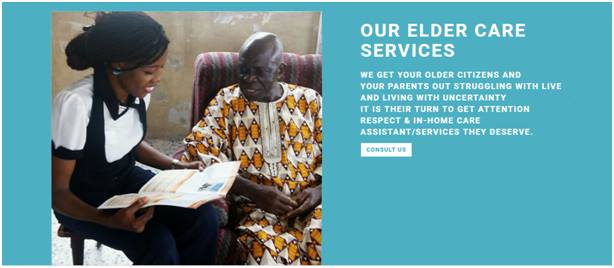 OUR ELDER CARE
SERVICES
WE GET YOUR OLDER CITIZENS AND
YOUR PARENTS OUT STRUGGLING WITH LIVE
AND LIVING WITH UNCERTAINTY
IT IS THEIR TURN TO GET ATTENTION
RESPECT & IN-HOME CARE
ASSISTANT/SERVICES THEY DESERVE.
CONSULT US